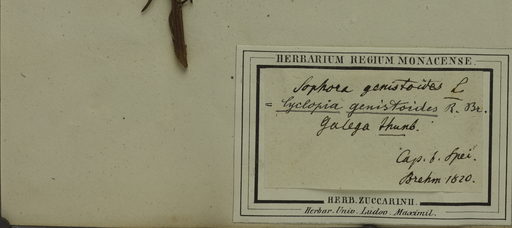 HERBARIUM REGIUM MONACENSE.
Sophora genistoides L
= Cyclopia genistoides R. Br.
Galega thunb.
Cap. b. Spei.
Brehm 1820.
HERB. ZUCCARINII.
Herbar. Univ. Ludov. Maximil.